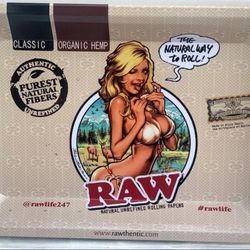 CLASSIC
ORGANIC HEMP
THE
NATURAL WAY
TO ROLL!
AUTHENTIC
PUREST
NATURAL
FIBERS
UNREFINED
RAW
NATURAL UNREFINED ROLLING PAPERS
@rawlife247
#rawlife
www.rawthentic.com